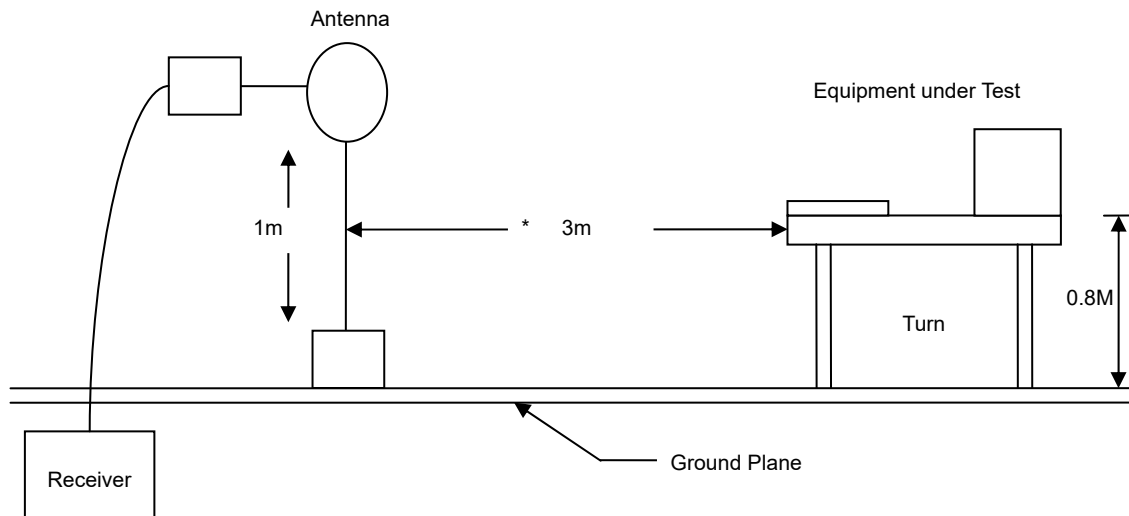 Antenna
Equipment under Test
1m
* 3m
0.8M
Turn
Ground Plane
Receiver